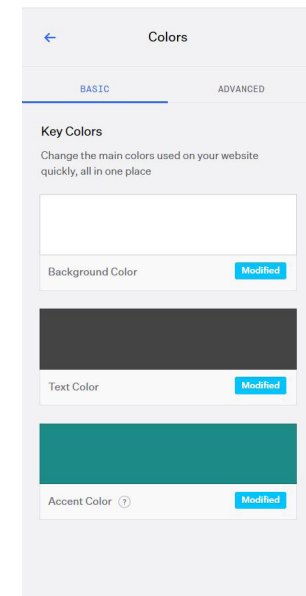 Colors
BASIC ADVANCED
Key Colors
Change the main colors used on your website
quickly, all in one place
Background Color Modified
Text Color Modified
Accent Color ? Modified